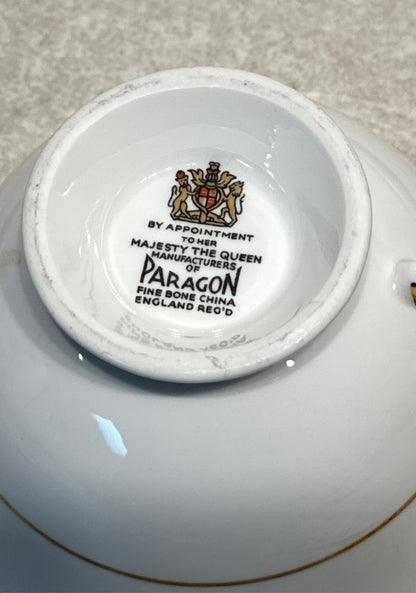 BY APPOINTMENT
TO HER
MAJESTY THE QUEEN
MANUFACTURERS
OF
PARAGON
FINE BONE CHINA
ENGLAND REG'D